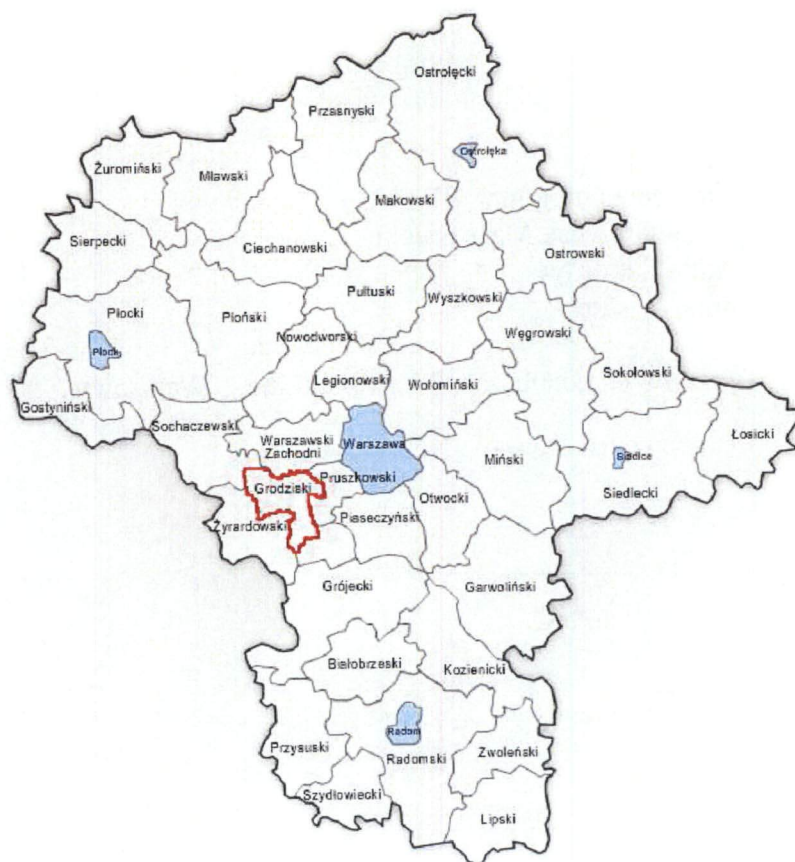 Ostrołęcki
Przasnyski
Ostrołęka
Żuromiński
Mławski
Makowski
Sierpecki
Ciechanowski
Ostrowski
Pułtuski
Wyszkowski
Płocki
Płoński
Nowodworski
Węgrowski
Płock
Legionowski
Wołomiński
Sokołowski
Gostyniński
Sochaczewski
Łosicki
Warszawski
Zachodni
Warszawa
Miński
Siedlce
Grodziski
Pruszkowski
Otwocki
Siedlecki
Żyrardowski
Piaseczyński
Grójecki
Garwoliński
Białobrzeski
Kozienicki
Radom
Przysuski
Radomski
Zwoleński
Szydłowiecki
Lipski